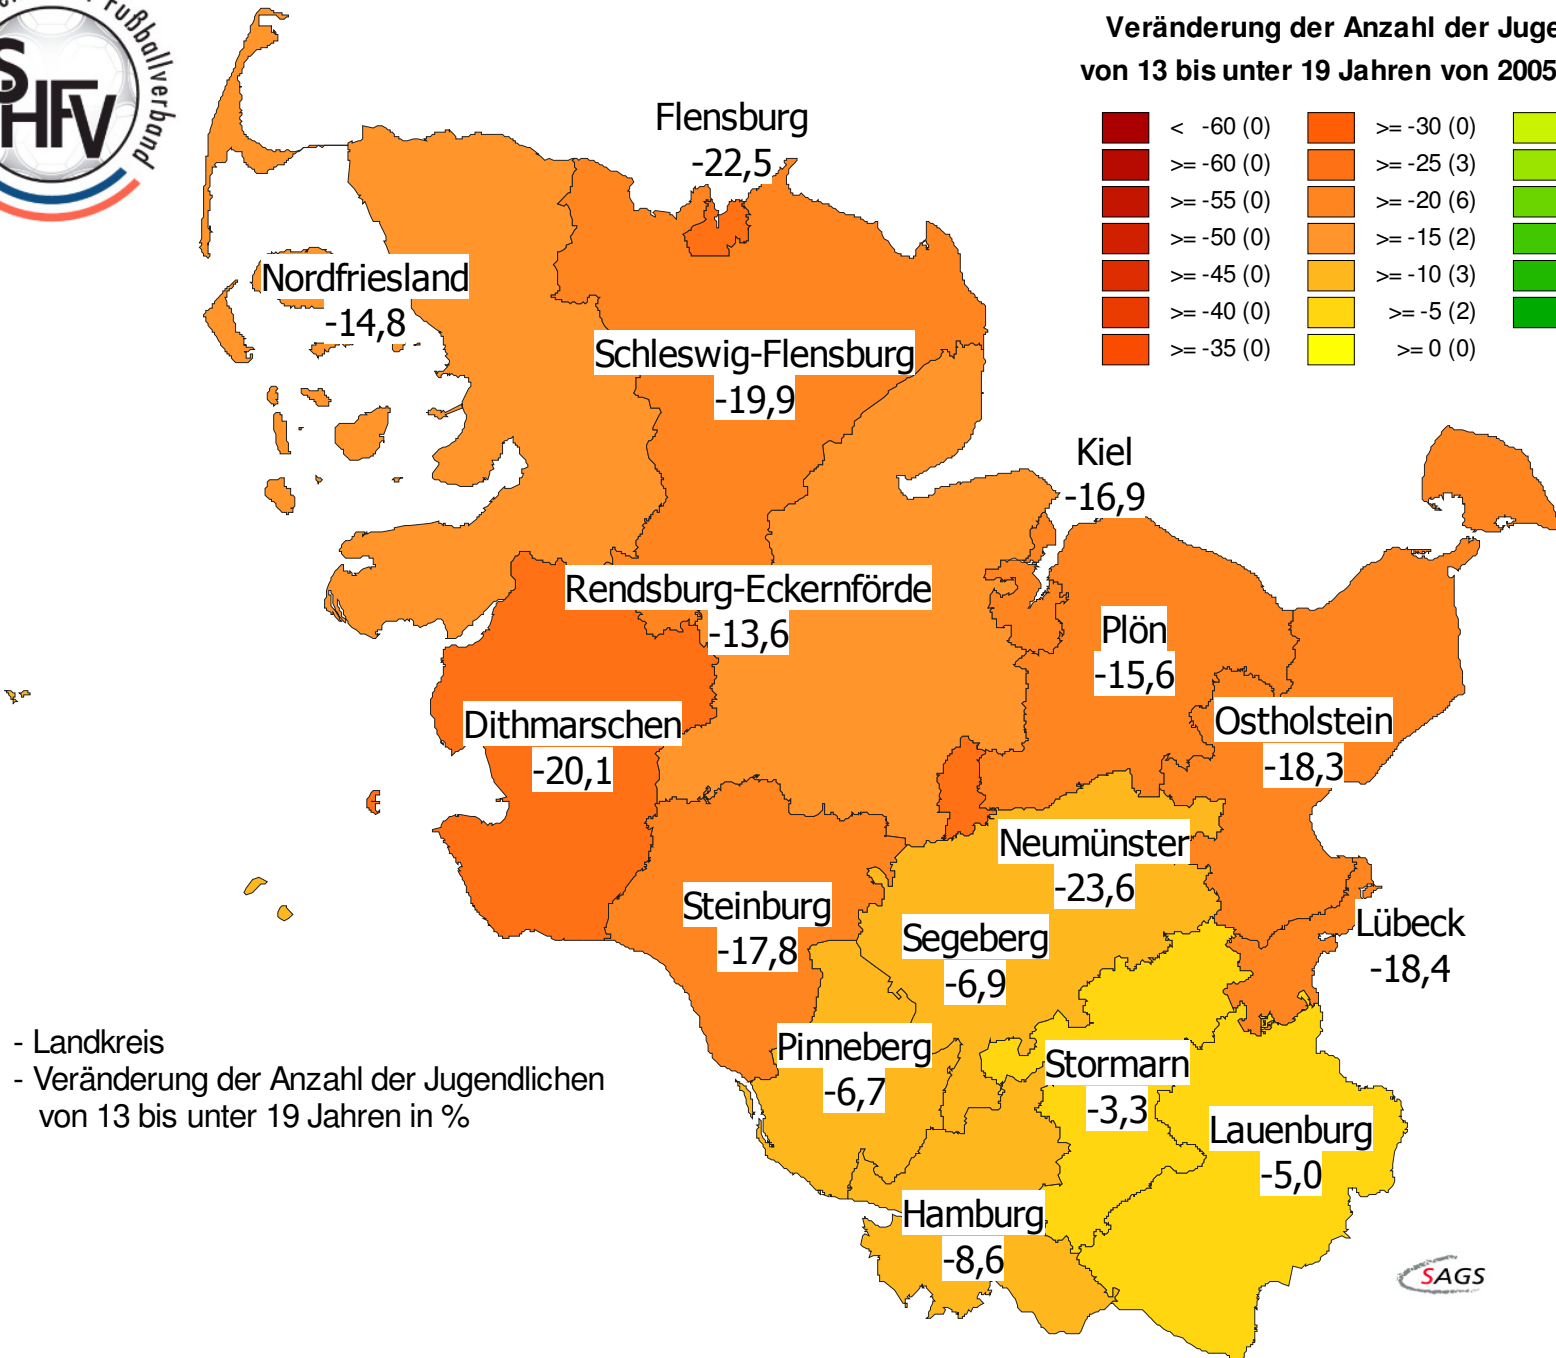 Fußballverband
SHFV
Veränderung der Anzahl der Juge
von 13 bis unter 19 Jahren von 2005
< -60 (0)
>= -60 (0)
>= -55 (0)
>= -50 (0)
>= -45 (0)
>= -40 (0)
>= -35 (0)
>= -30 (0)
>= -25 (3)
>= -20 (6)
>= -15 (2)
>= -10 (3)
>= -5 (2)
>= 0 (0)
Flensburg
-22,5
Nordfriesland
-14,8
Schleswig-Flensburg
-19,9
Kiel
-16,9
Rendsburg-Eckernförde
-13,6
Plön
-15,6
Ostholstein
-18,3
Dithmarschen
-20,1
Neumünster
-23,6
Steinburg
-17,8
Segeberg
-6,9
Lübeck
-18,4
Pinneberg
-6,7
Stormarn
-3,3
Lauenburg
-5,0
Hamburg
-8,6
- Landkreis
- Veränderung der Anzahl der Jugendlichen
von 13 bis unter 19 Jahren in %
SAGS